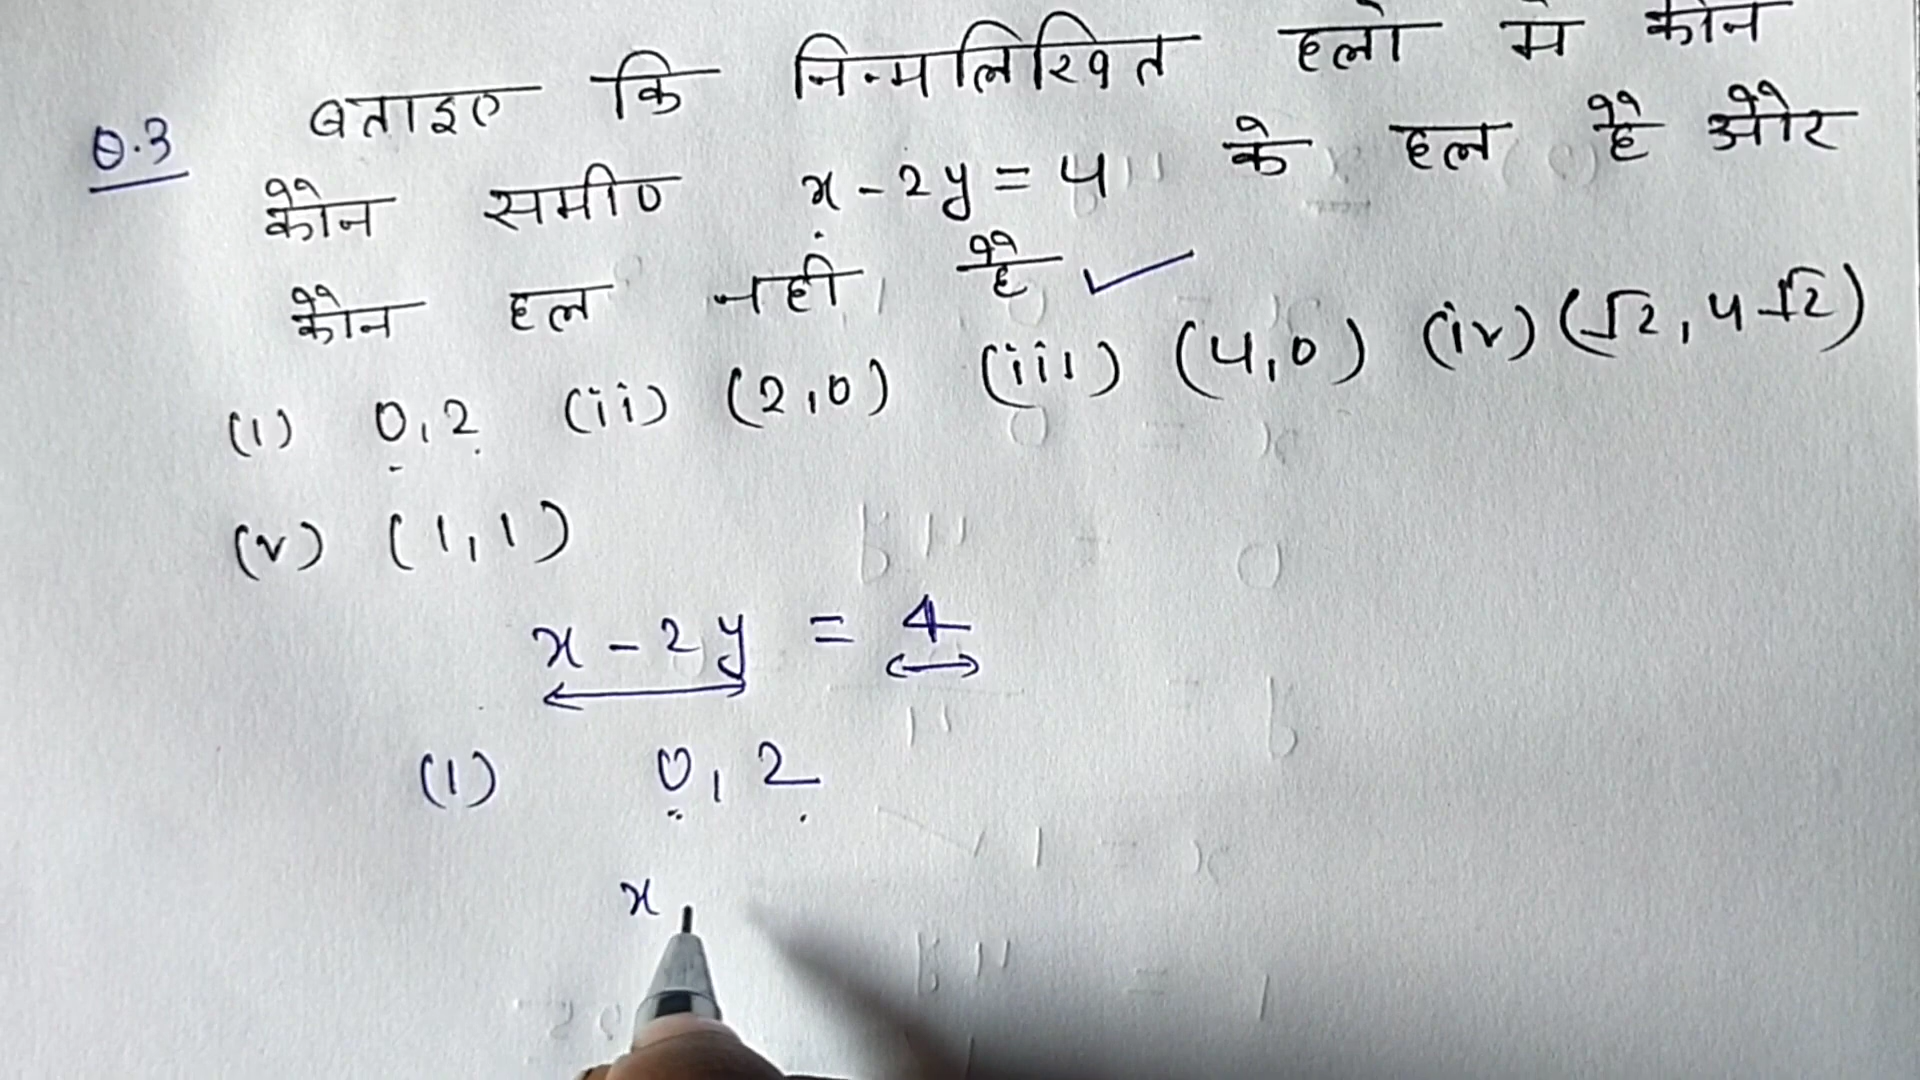 Q.3 बताइए कि निम्नलिखित हलो मे कौन
कौन समी० x - 2y = 4 के हल है और
कौन हल नही है ✓
(i) 0, 2 (ii) (2,0) (iii) (4,0) (iv) (√2, 4√2)
(v) (1,1)
x - 2y = 4
(1) 0, 2
x